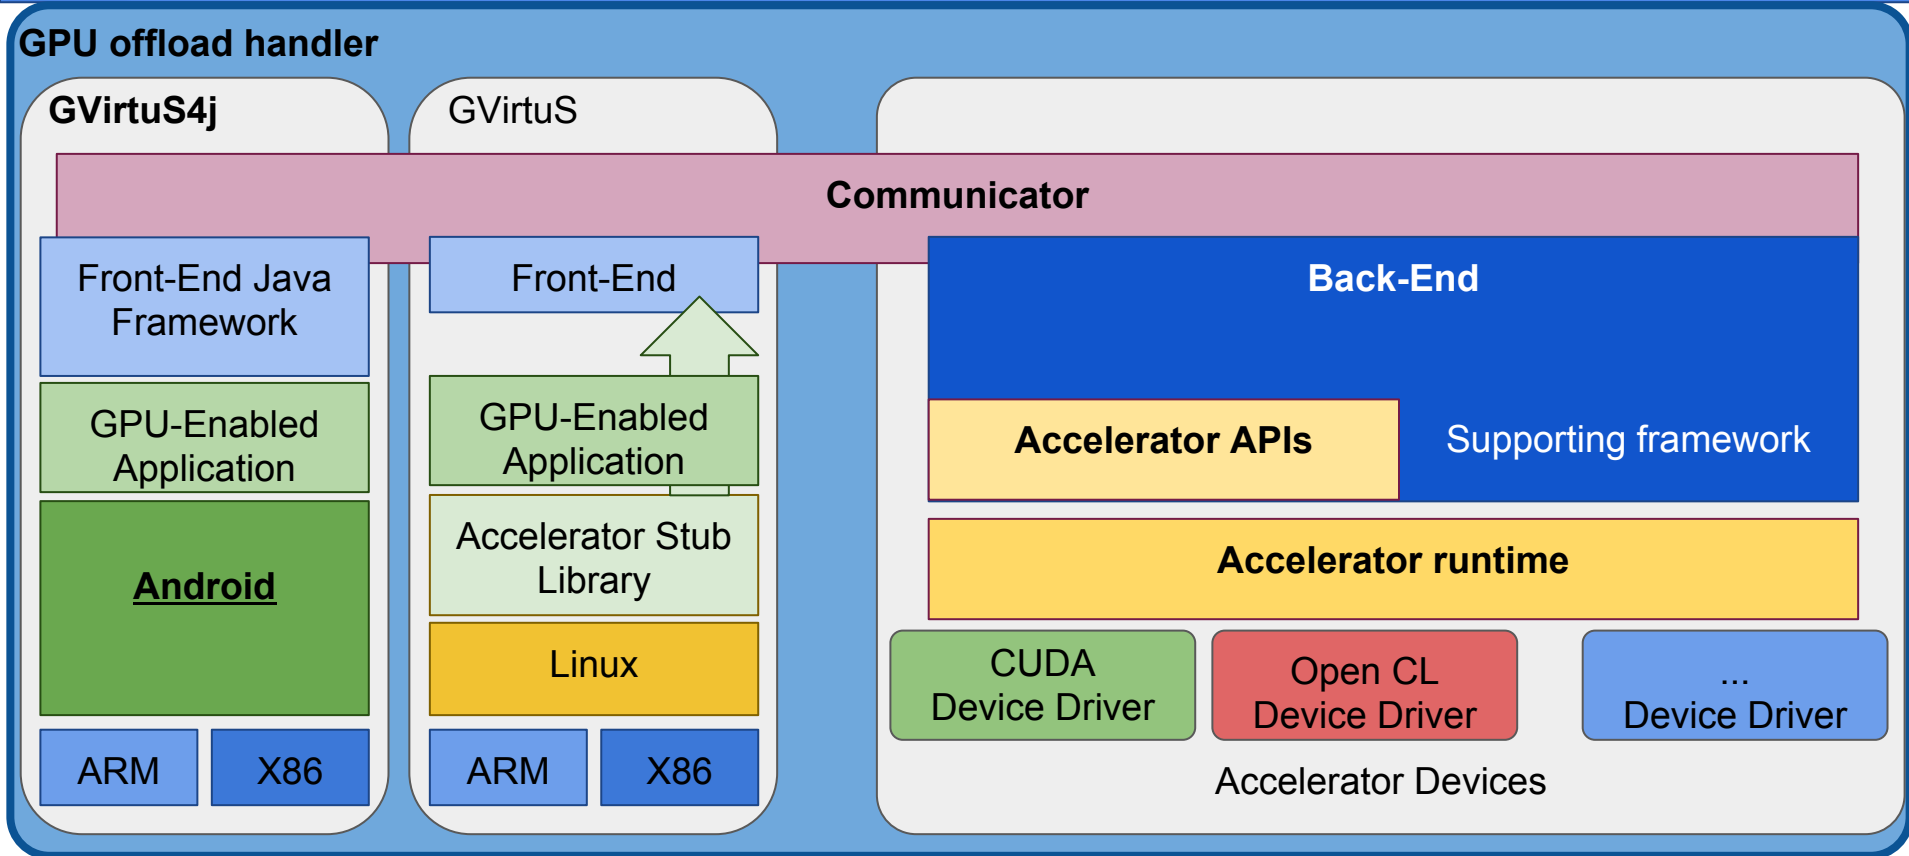 GPU offload handler
GVirtuS4j
GVirtuS
Communicator
Front-End Java
Framework
GPU-Enabled
Application
Android
ARM
X86
Front-End
GPU-Enabled
Application
Accelerator Stub
Library
Linux
ARM
X86
Back-End
Accelerator APIs
Supporting framework
Accelerator runtime
CUDA
Device Driver
Open CL
Device Driver
...
Device Driver
Accelerator Devices